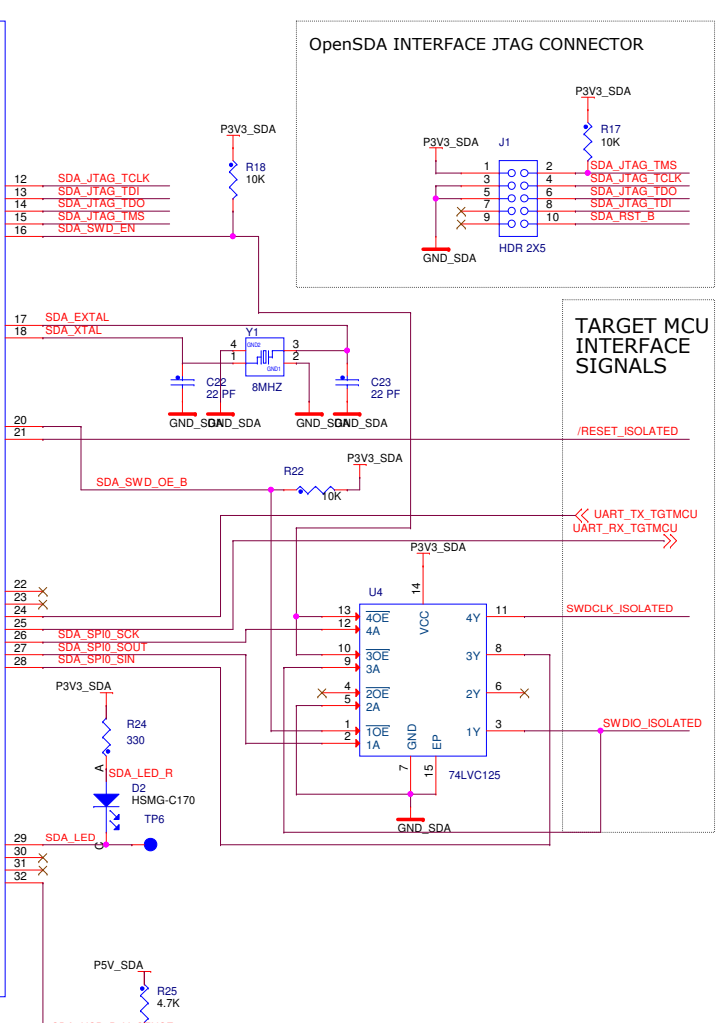 OpenSDA INTERFACE JTAG CONNECTOR
P3V3_SDA
R17
10K
P3V3_SDA
J1
1 2 SDA_JTAG_TMS
3 4 SDA_JTAG_TCLK
5 6 SDA_JTAG_TDO
7 8 SDA_JTAG_TDI
9 10 SDA_RST_B
GND_SDA
HDR 2X5
P3V3_SDA
R18
10K
12 SDA_JTAG_TCLK
13 SDA_JTAG_TDI
14 SDA_JTAG_TDO
15 SDA_JTAG_TMS
16 SDA_SWD_EN
17 SDA_EXTAL
18 SDA_XTAL
Y1
4 GND2 3
1 GND1 2
8MHZ
C22
22 PF
C23
22 PF
GND_SDA
GND_SDA
GND_SDA
GND_SDA
TARGET MCU
INTERFACE
SIGNALS
20
21
/RESET_ISOLATED
SDA_SWD_OE_B
R22
10K
P3V3_SDA
UART_TX_TGTMCU
UART_RX_TGTMCU
P3V3_SDA
22
23
24
25
26 SDA_SPI0_SCK
27 SDA_SPI0_SOUT
28 SDA_SPI0_SIN
U4
14
VCC
13 4OE
12 4A
4Y 11
SWDCLK_ISOLATED
10 3OE
9 3A
3Y 8
4 2OE
5 2A
2Y 6
1 1OE
2 1A
1Y 3
SWDIO_ISOLATED
GND
EP
7
15
74LVC125
GND_SDA
P3V3_SDA
R24
330
A
SDA_LED_R
D2
HSMG-C170
TP6
C
29 SDA_LED
30
31
32
P5V_SDA
R25
4.7K